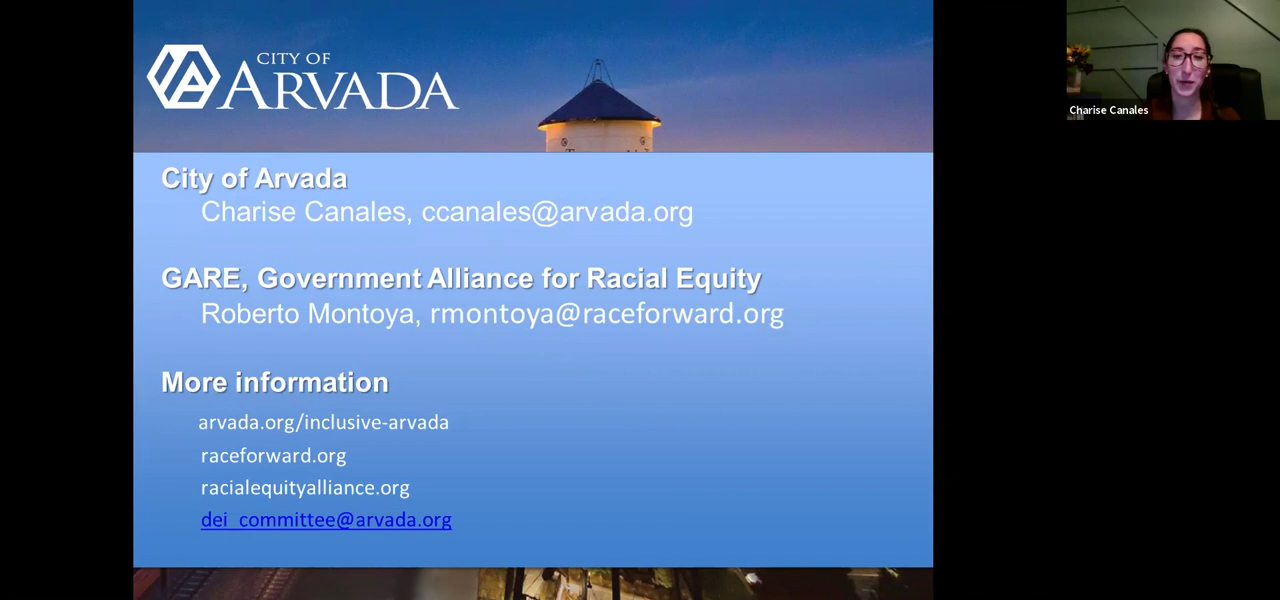 CITY OF
ARVADA
Charise Canales
City of Arvada
Charise Canales, ccanales@arvada.org
GARE, Government Alliance for Racial Equity
Roberto Montoya, rmontoya@raceforward.org
More information
arvada.org/inclusive-arvada
raceforward.org
racialequityalliance.org
dei_committee@arvada.org